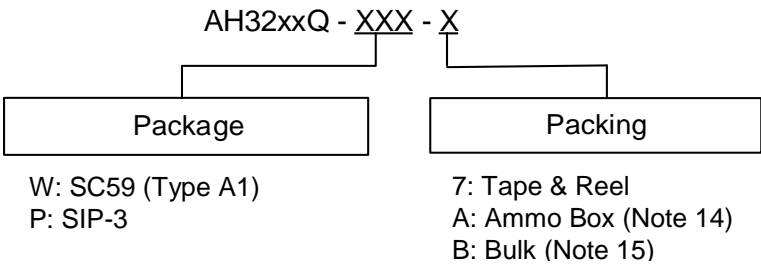 AH32xxQ - XXX - X
Package
Packing
W: SC59 (Type A1)
P: SIP-3
7: Tape & Reel
A: Ammo Box (Note 14)
B: Bulk (Note 15)